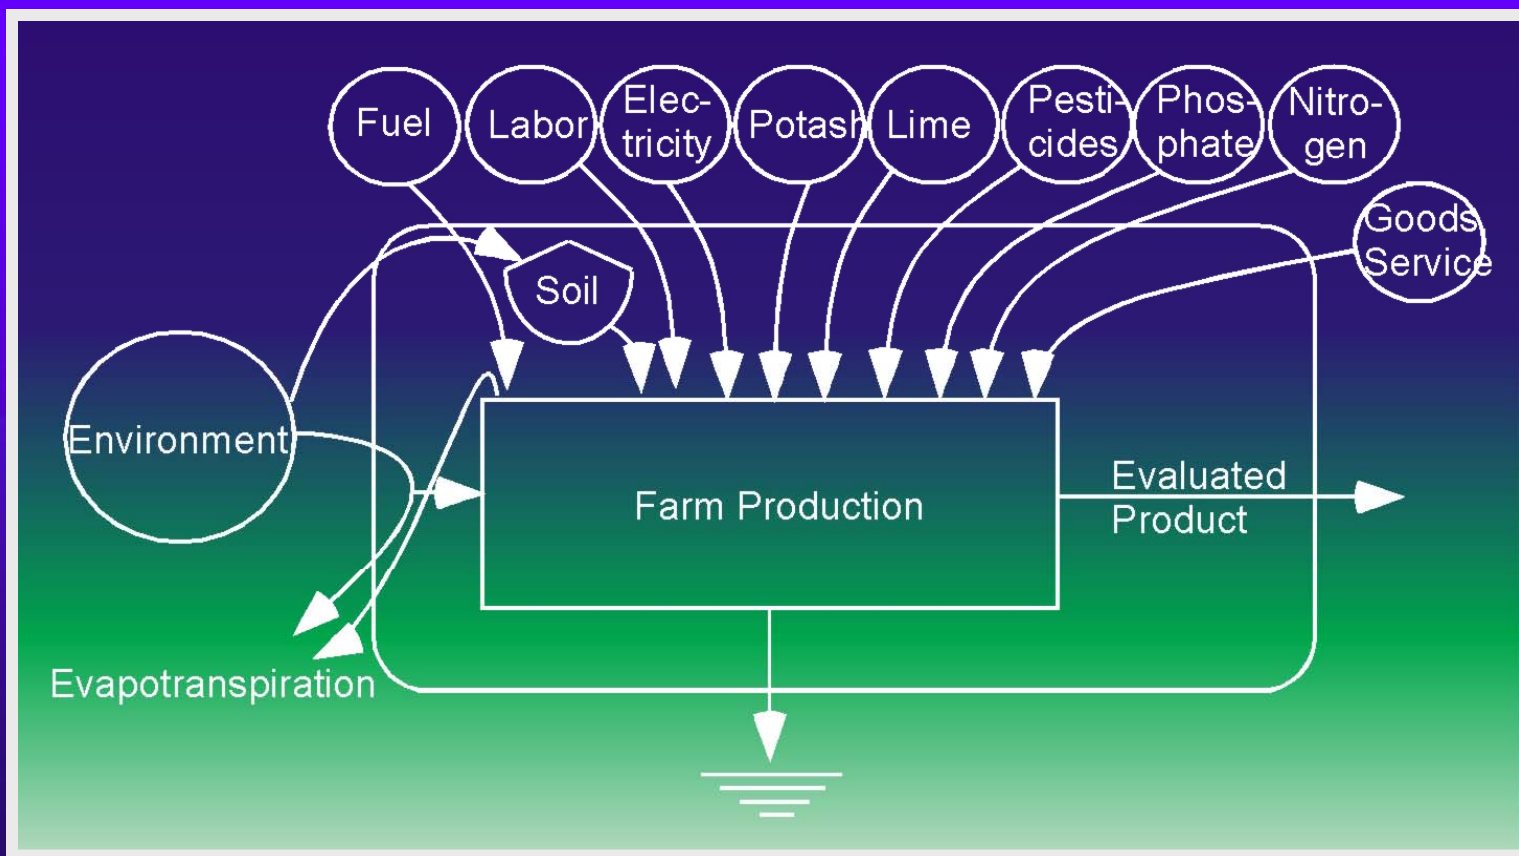 Fuel
Labor
Elec-
tricity
Potash
Lime
Pesti-
cides
Phos-
phate
Nitro-
gen
Goods
Service
Soil
Environment
Farm Production
Evaluated
Product
Evapotranspiration